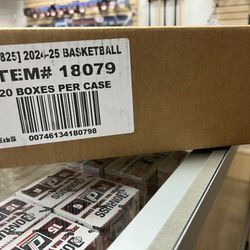 825] 2024-25 BASKETBALL
TEM# 18079
20 BOXES PER CASE
00746134180798